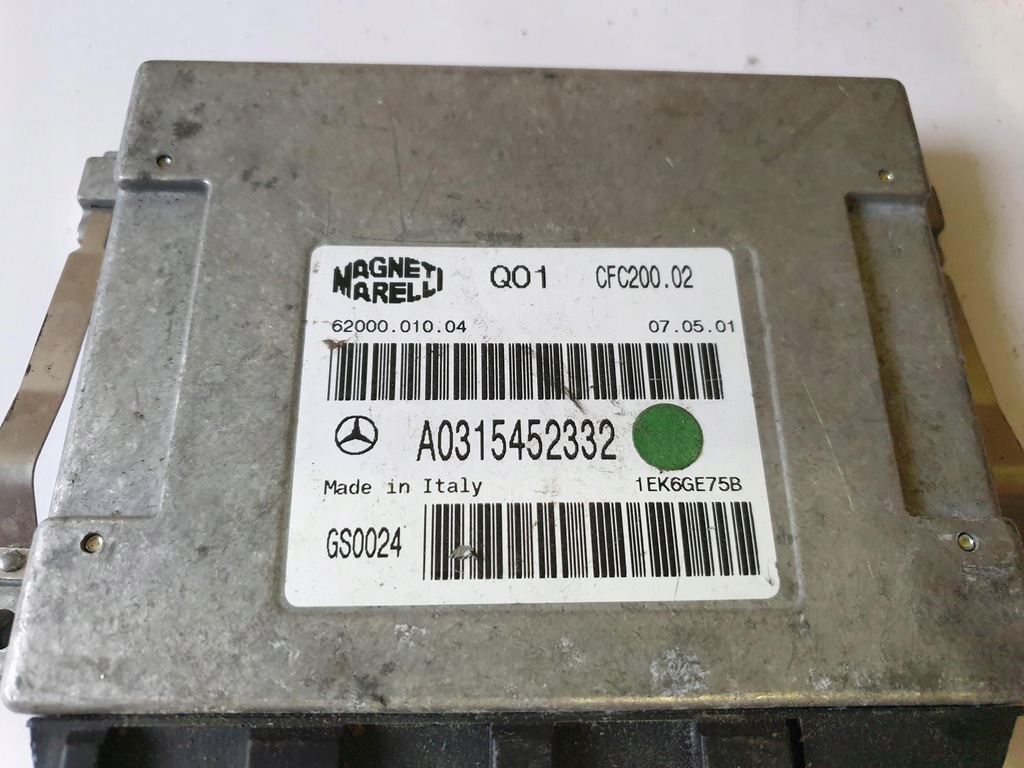 MAGNETI MARELLI Q01 CFC200.02
62000.010.04 07.05.01
A0315452332
Made in Italy 1EK6GE75B
GS0024